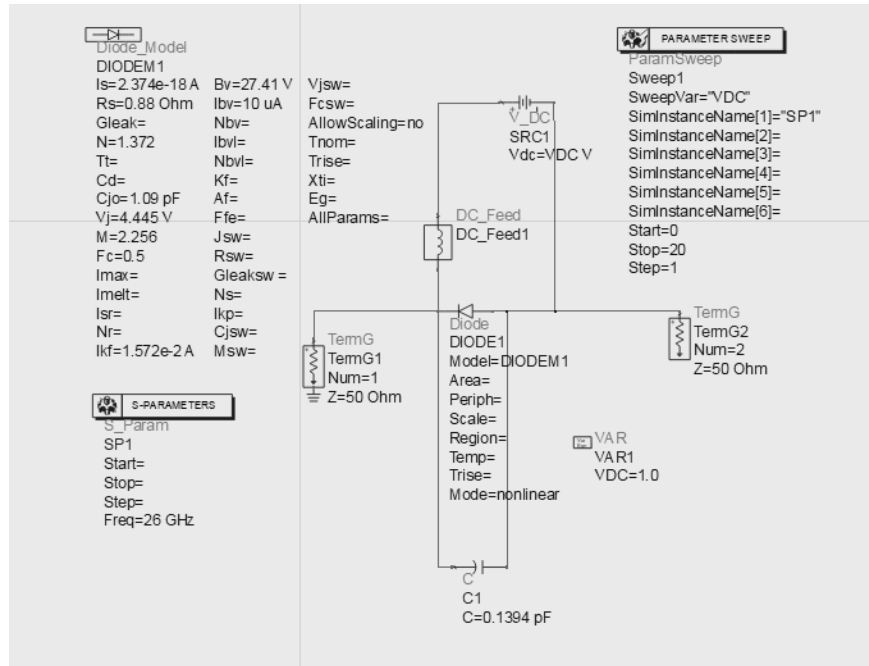 Diode_Model
DIODEM1
Is=2.374e-18 A
Rs=0.88 Ohm
Gleak=
N=1.372
Tt=
Cd=
Cjo=1.09 pF
Vj=4.445 V
M=2.256
Fc=0.5
Imax=
Imelt=
Isr=
Nr=
Ikf=1.572e-2 A
Bv=27.41 V
Ibv=10 uA
Nbv=
Ibvl=
Nbvl=
Kf=
Af=
Ffe=
Jsw=
Rsw=
Gleaksw=
Ns=
Ikp=
Cjsw=
Msw=
Vjsw=
Fcsw=
AllowScaling=no
Tnom=
Trise=
Xti=
Eg=
AllParams=
S-PARAMETERS
S_Param
SP1
Start=
Stop=
Step=
Freq=26 GHz
V_DC
SRC1
Vdc=VDC V
DC_Feed
DC_Feed1
TermG
TermG1
Num=1
Z=50 Ohm
Diode
DIODE1
Model=DIODEM1
Area=
Periph=
Scale=
Region=
Temp=
Trise=
Mode=nonlinear
C
C1
C=0.1394 pF
PARAMETER SWEEP
ParamSweep
Sweep1
SweepVar="VDC"
SimInstanceName[1]="SP1"
SimInstanceName[2]=
SimInstanceName[3]=
SimInstanceName[4]=
SimInstanceName[5]=
SimInstanceName[6]=
Start=0
Stop=20
Step=1
TermG
TermG2
Num=2
Z=50 Ohm
VAR
VAR1
VDC=1.0